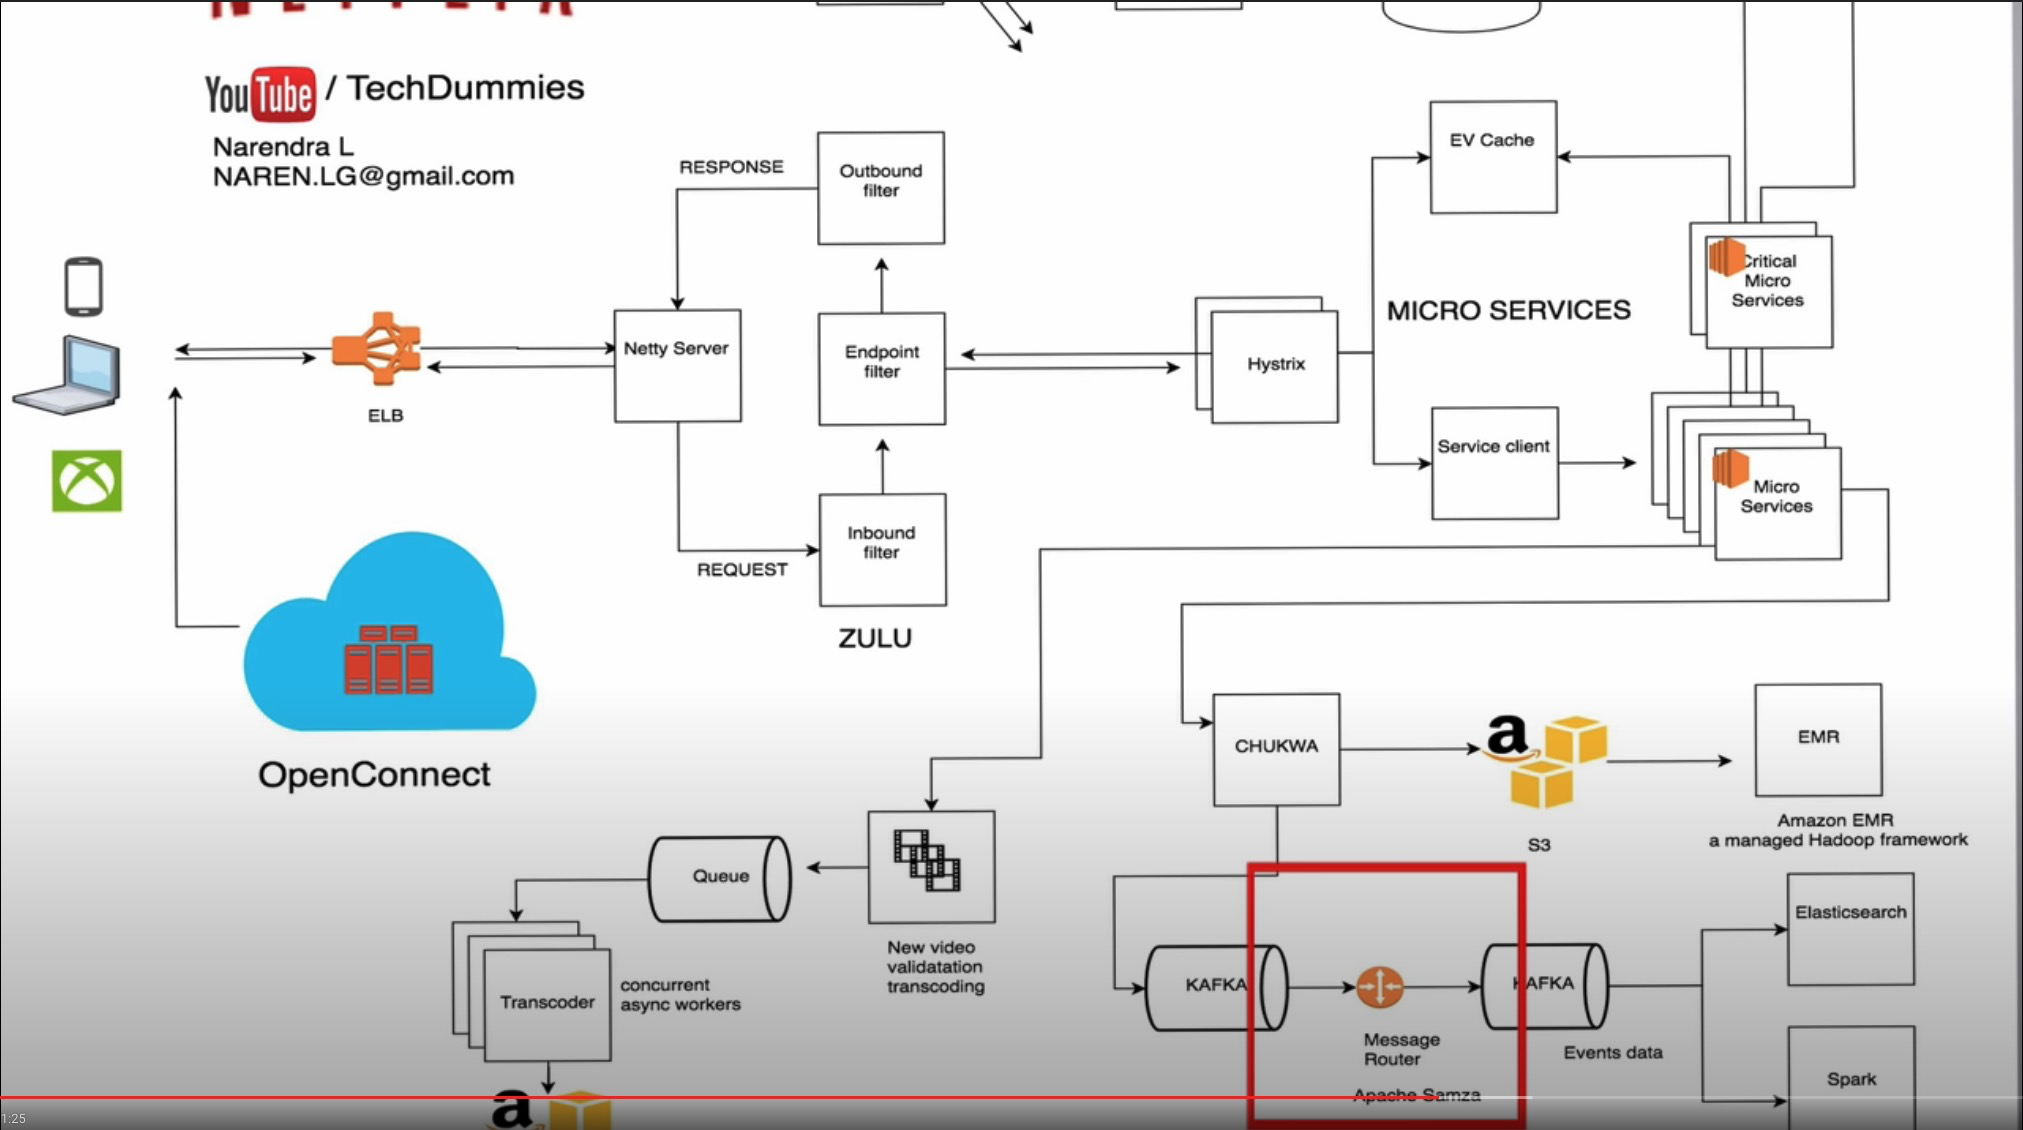 NETFLIX
YouTube / TechDummies
Narendra L
NAREN.LG@gmail.com
RESPONSE
Outbound
filter
EV Cache
Critical
Micro
Services
MICRO SERVICES
Netty Server
Endpoint
filter
Hystrix
ELB
Service client
Micro
Services
Inbound
filter
REQUEST
ZULU
OpenConnect
CHUKWA
a
S3
EMR
Amazon EMR
a managed Hadoop framework
Queue
New video
validatation
transcoding
Transcoder
concurrent
async workers
a
KAFKA
Message
Router
Apache Samza
KAFKA
Events data
Elasticsearch
Spark
1:25